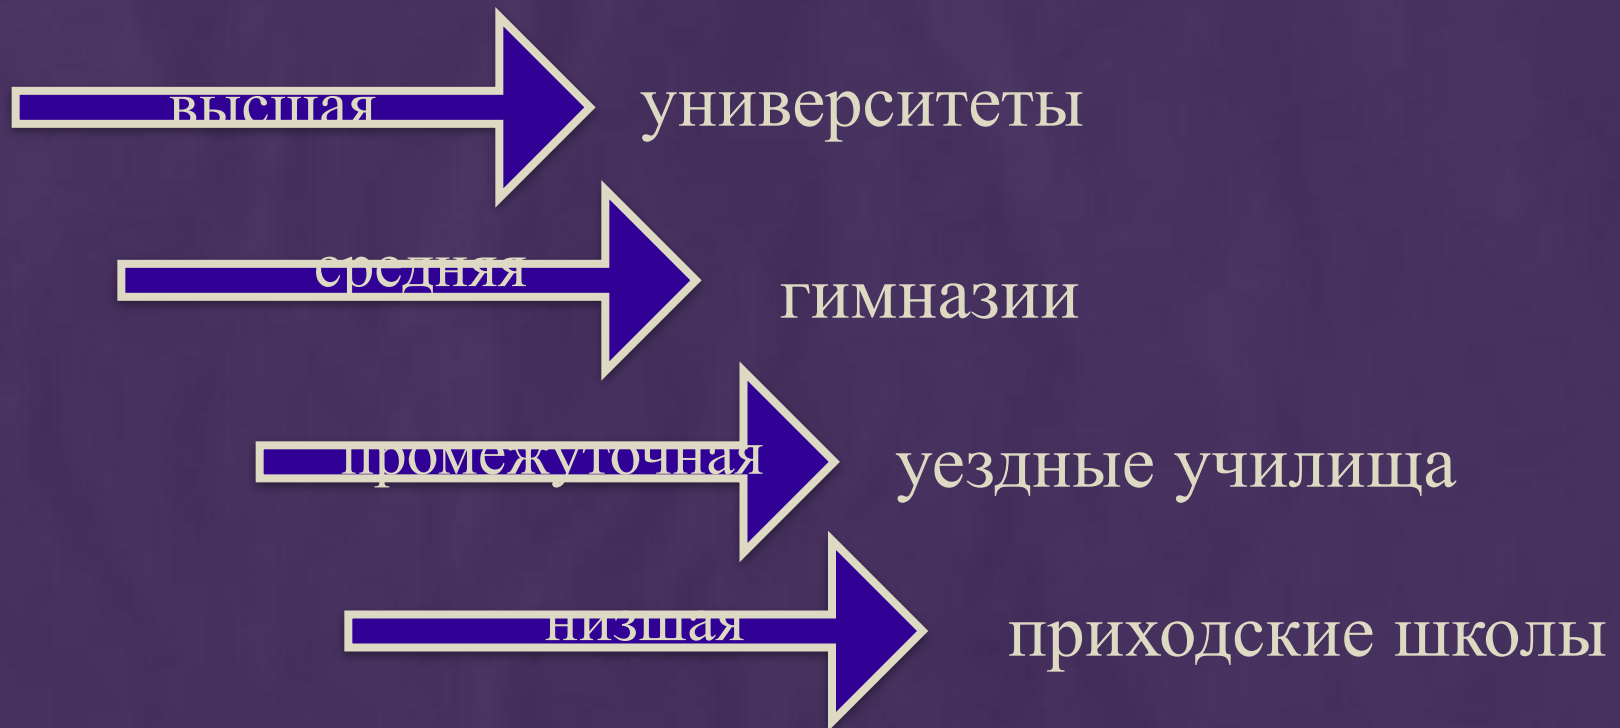 высшая
университеты
средняя
гимназии
промежуточная
уездные училища
низшая
приходские школы